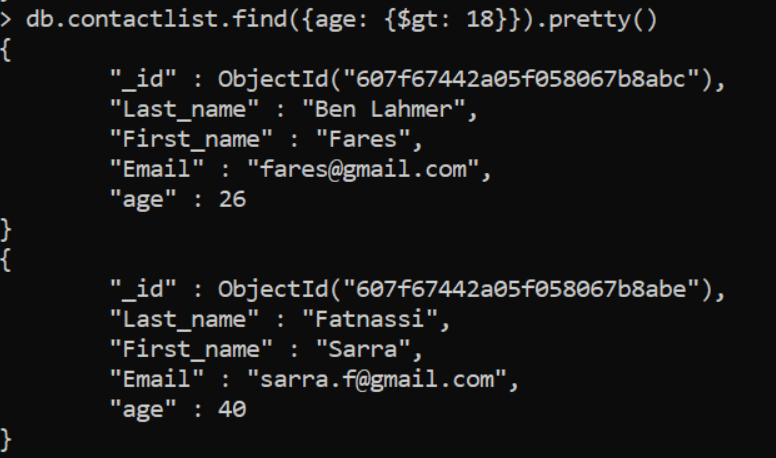 > db.contactlist.find({age: {$gt: 18}}).pretty()
{
        "_id" : ObjectId("607f67442a05f058067b8abc"),
        "Last_name" : "Ben Lahmer",
        "First_name" : "Fares",
        "Email" : "fares@gmail.com",
        "age" : 26
}
{
        "_id" : ObjectId("607f67442a05f058067b8abe"),
        "Last_name" : "Fatnassi",
        "First_name" : "Sarra",
        "Email" : "sarra.f@gmail.com",
        "age" : 40
}